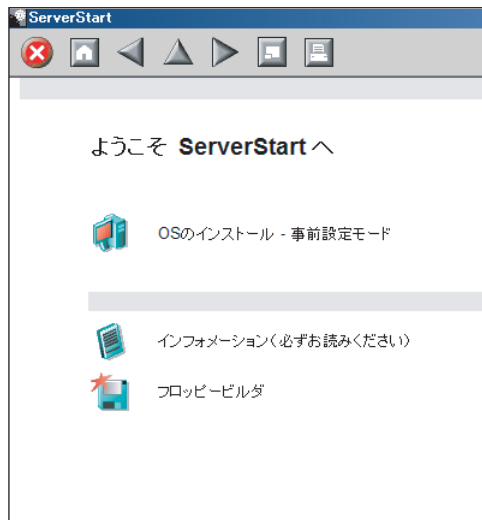 ServerStart
ようこそ ServerStart へ
OSのインストール - 事前設定モード
インフォメーション(必ずお読みください)
フロッピービルダ